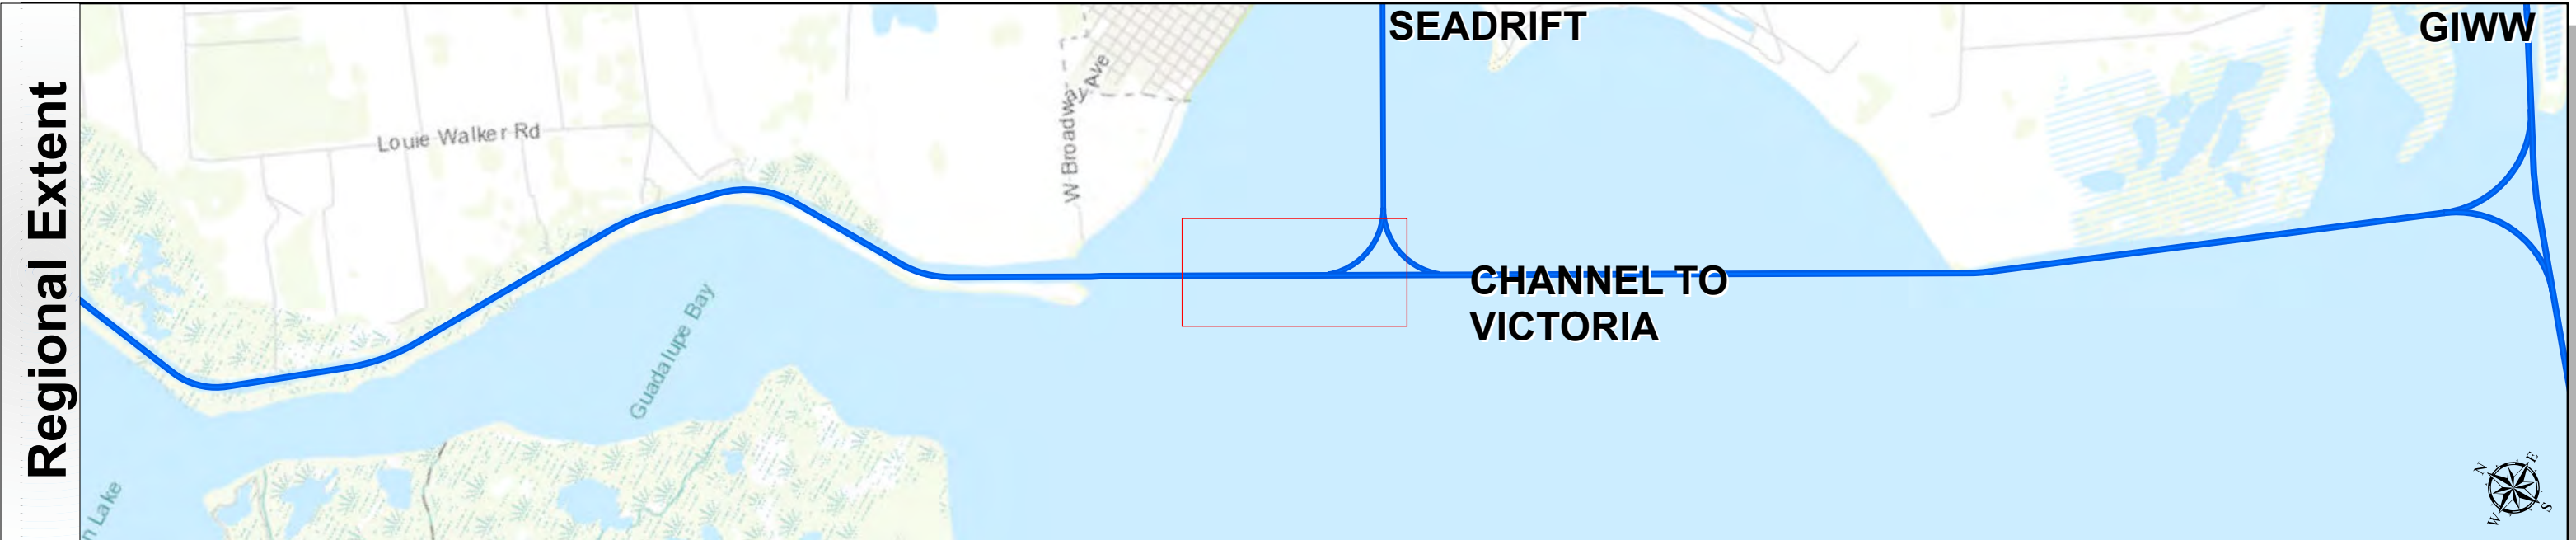 Regional Extent
SEADRIFT
GIWW
Louie Walker Rd
W Broadway Ave
CHANNEL TO
VICTORIA
Guadalupe Bay
n Lake
N
E
S
W